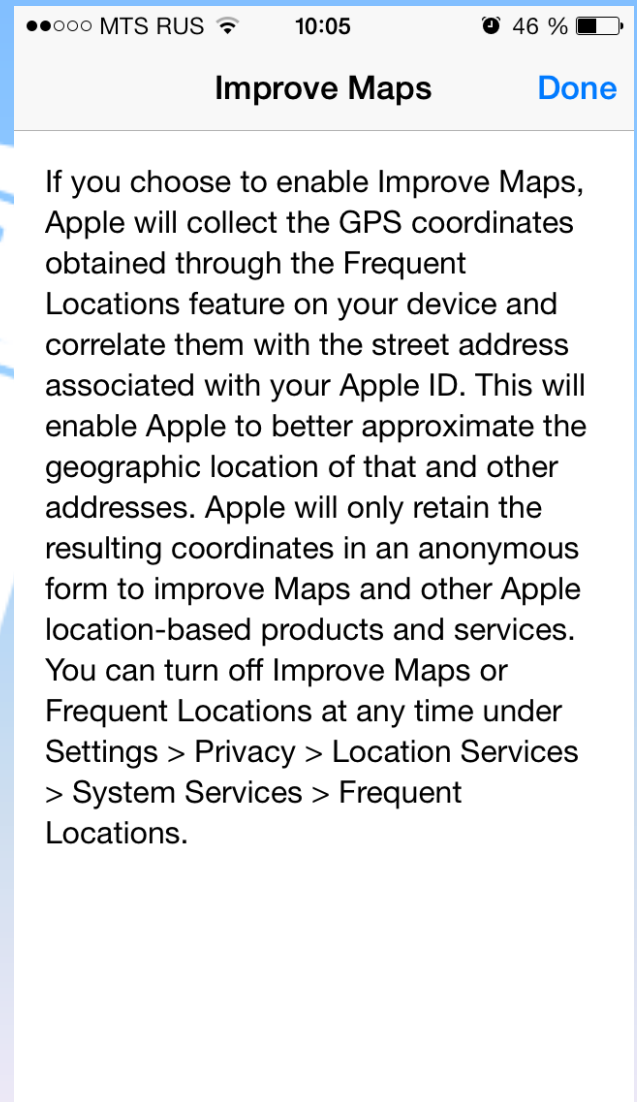 MTS RUS 10:05 46 %
Improve Maps Done
If you choose to enable Improve Maps,
Apple will collect the GPS coordinates
obtained through the Frequent
Locations feature on your device and
correlate them with the street address
associated with your Apple ID. This will
enable Apple to better approximate the
geographic location of that and other
addresses. Apple will only retain the
resulting coordinates in an anonymous
form to improve Maps and other Apple
location-based products and services.
You can turn off Improve Maps or
Frequent Locations at any time under
Settings > Privacy > Location Services
> System Services > Frequent
Locations.